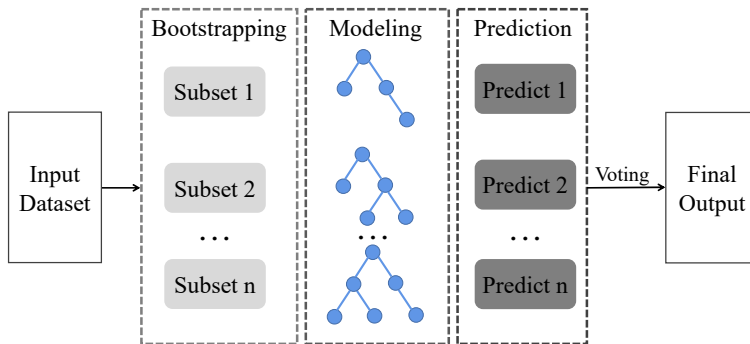 Bootstrapping
Modeling
Prediction
Subset 1
Predict 1
Input
Dataset
Subset 2
Predict 2
Voting
Final
Output
...
...
...
Subset n
Predict n